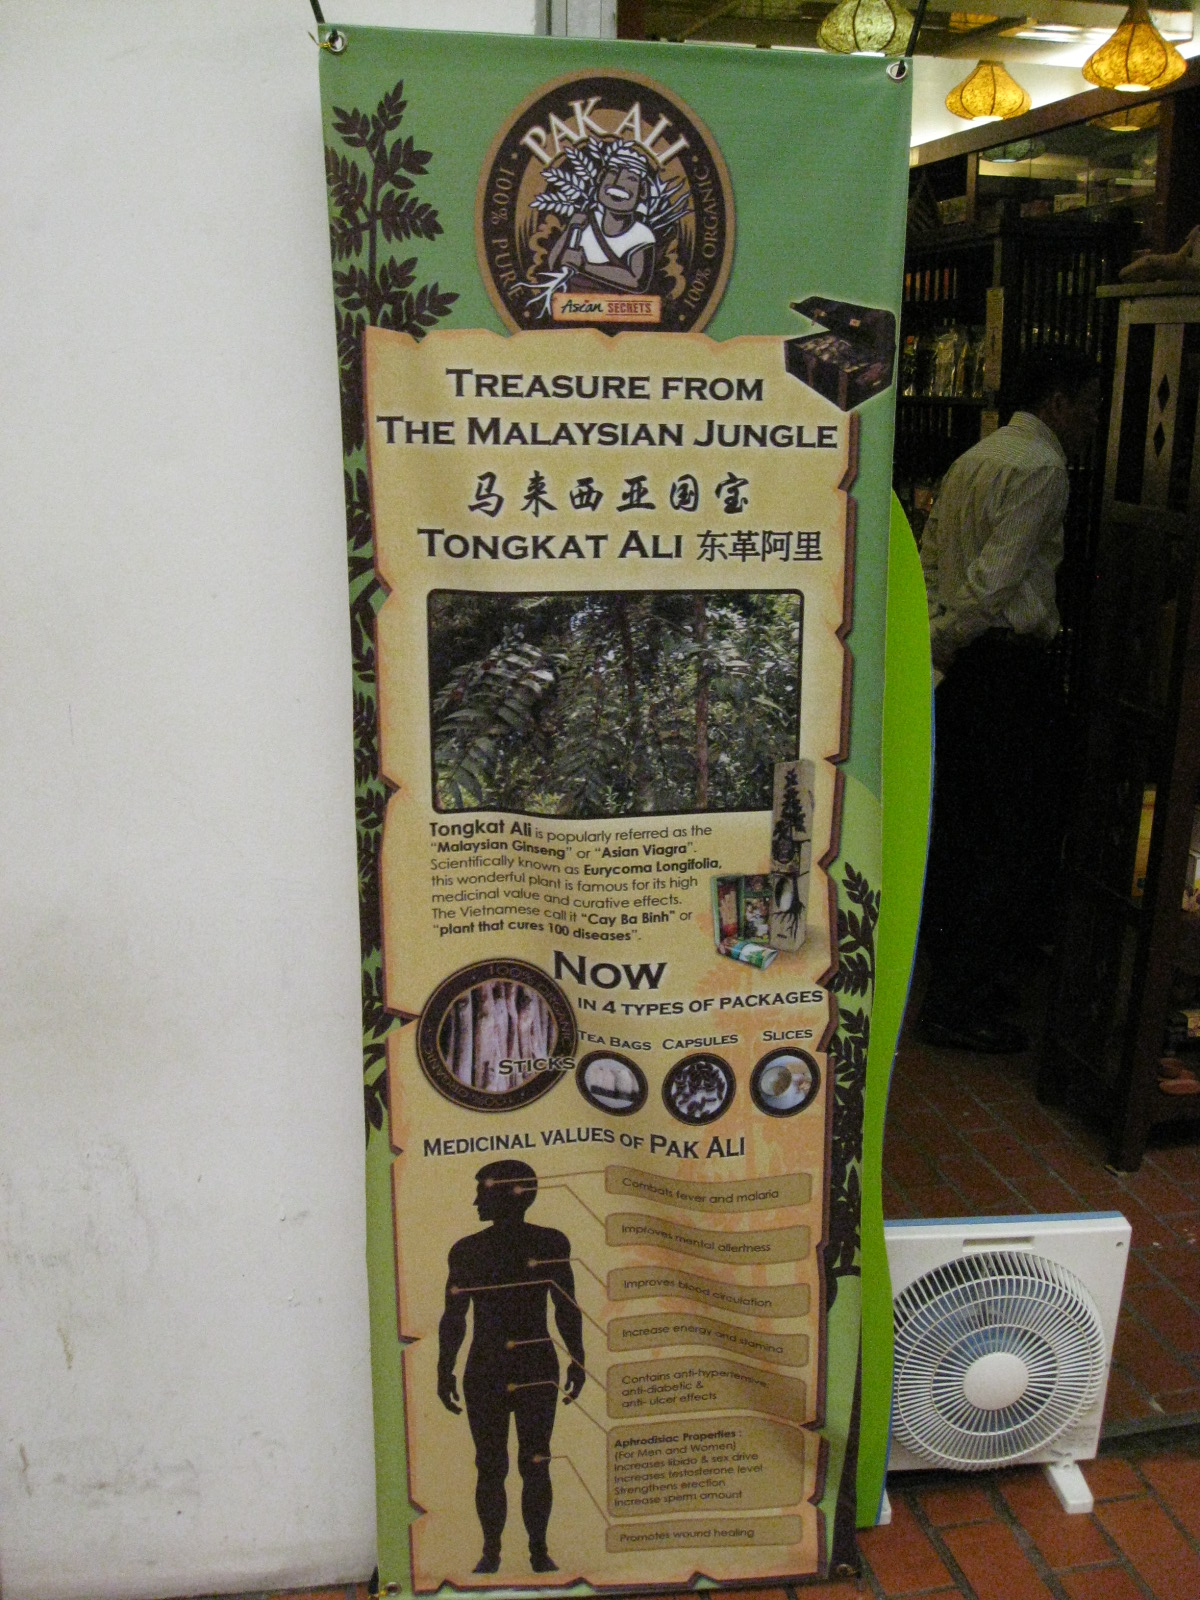 PAK ALI
100% PURE
100% ORGANIC
Asian SECRETS
TREASURE FROM
THE MALAYSIAN JUNGLE
马来西亚国宝
TONGKAT ALI 东革阿里
Tongkat Ali is popularly referred as the
"Malaysian Ginseng" or "Asian Viagra".
Scientifically known as Eurycoma Longifolia,
this wonderful plant is famous for its high
medicinal value and curative effects.
The Vietnamese call it "Cay Ba Binh" or
"plant that cures 100 diseases".
NOW
IN 4 TYPES OF PACKAGES
100% ORGANIC
100% ORGANIC
STICKS
TEA BAGS
CAPSULES
SLICES
MEDICINAL VALUES OF PAK ALI
Combats fever and malaria
Improves mental allertness
Improves blood circulation
Increase energy and stamina
Contains anti-hypertensive,
anti-diabetic &
anti- ulcer effects
Aphrodisiac Properties :
(For Men and Women)
Increases libido & sex drive
Increases testosterone level
Strengthens erection
Increase sperm amount
Promotes wound healing